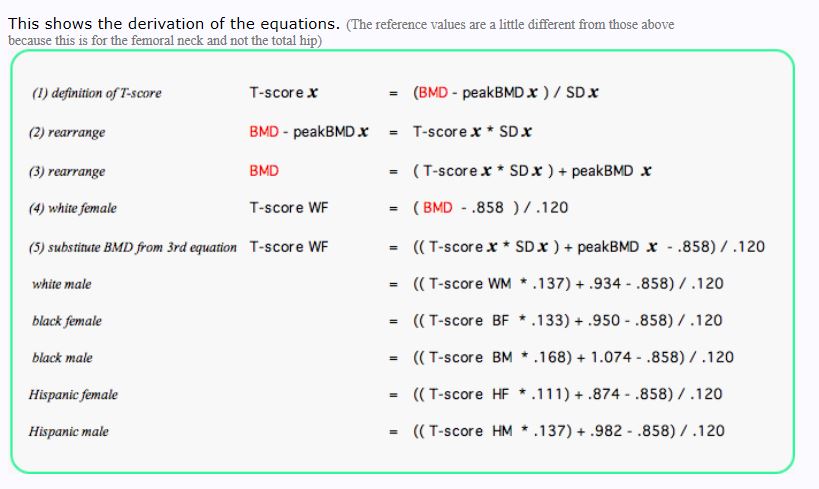 This shows the derivation of the equations. (The reference values are a little different from those above
because this is for the femoral neck and not the total hip)
(1) definition of T-score T-score x = (BMD - peakBMD x ) / SD x
(2) rearrange BMD - peakBMD x = T-score x * SD x
(3) rearrange BMD = ( T-score x * SD x ) + peakBMD x
(4) white female T-score WF = ( BMD - .858 ) / .120
(5) substitute BMD from 3rd equation T-score WF = (( T-score x * SD x ) + peakBMD x - .858) / .120
white male = (( T-score WM * .137) + .934 - .858) / .120
black female = (( T-score BF * .133) + .950 - .858) / .120
black male = (( T-score BM * .168) + 1.074 - .858) / .120
Hispanic female = (( T-score HF * .111) + .874 - .858) / .120
Hispanic male = (( T-score HM * .137) + .982 - .858) / .120